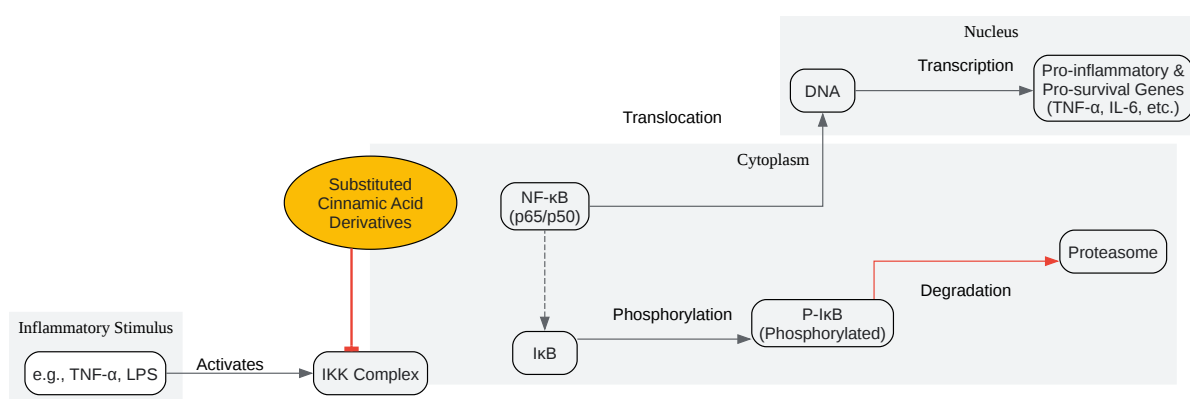 Nucleus
Transcription
DNA
Pro-inflammatory &
Pro-survival Genes
(TNF-α, IL-6, etc.)
Translocation
Cytoplasm
Substituted
Cinnamic Acid
Derivatives
NF-κB
(p65/p50)
Proteasome
Degradation
Phosphorylation
P-IκB
(Phosphorylated)
IκB
Inflammatory Stimulus
e.g., TNF-α, LPS
Activates
IKK Complex